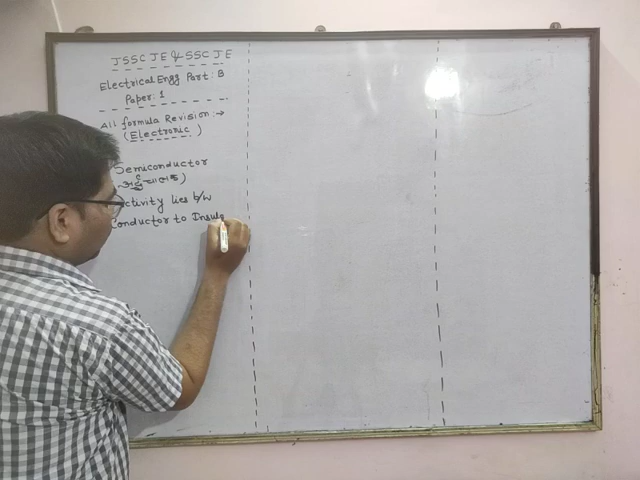 JSSC JE & SSC JE
Electrical Engg Part: B
Paper: 1
All formula Revision :→
(Electronic)
Semiconductor
ctivity lies b/w
Conductor to Insula